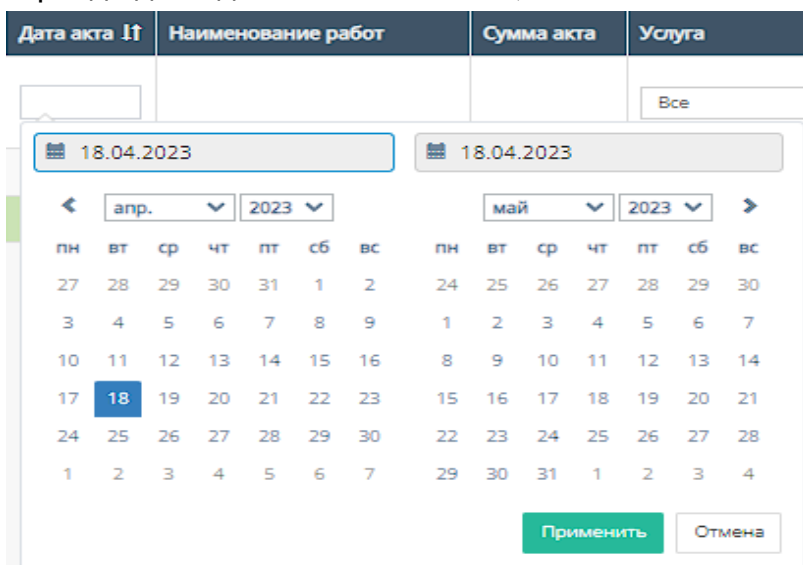 Дата акта ↓↑ Наименование работ Сумма акта Услуга
Все
18.04.2023 18.04.2023
апр. 2023 май 2023
пн вт ср чт пт сб вс пн вт ср чт пт сб вс
27 28 29 30 31 1 2 24 25 26 27 28 29 30
3 4 5 6 7 8 9 1 2 3 4 5 6 7
10 11 12 13 14 15 16 8 9 10 11 12 13 14
17 18 19 20 21 22 23 15 16 17 18 19 20 21
24 25 26 27 28 29 30 22 23 24 25 26 27 28
1 2 3 4 5 6 7 29 30 31 1 2 3 4
Применить Отмена